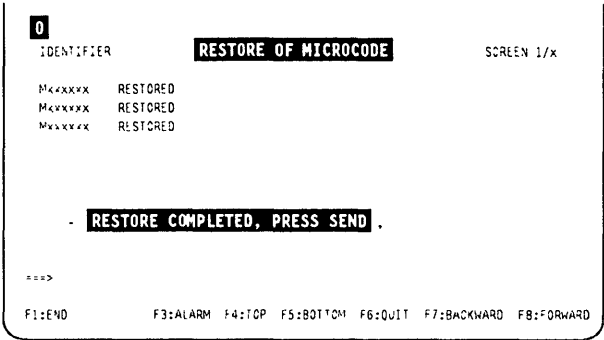 0
IDENTIFIER RESTORE OF MICROCODE SCREEN 1/x
Mxxxxxx RESTORED
Mxxxxxx RESTORED
Mxxxxxx RESTORED
- RESTORE COMPLETED, PRESS SEND .
===>
F1:END F3:ALARM F4:TOP F5:BOTTOM F6:QUIT F7:BACKWARD F8:FORWARD